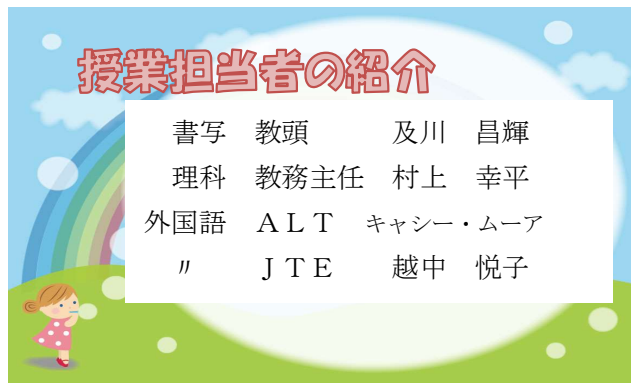 授業担当者の紹介
書写　教頭　　　及川　昌輝
理科　教務主任　村上　幸平
外国語　ＡＬＴ　キャシー・ムーア
〃　　ＪＴＥ　　越中　悦子